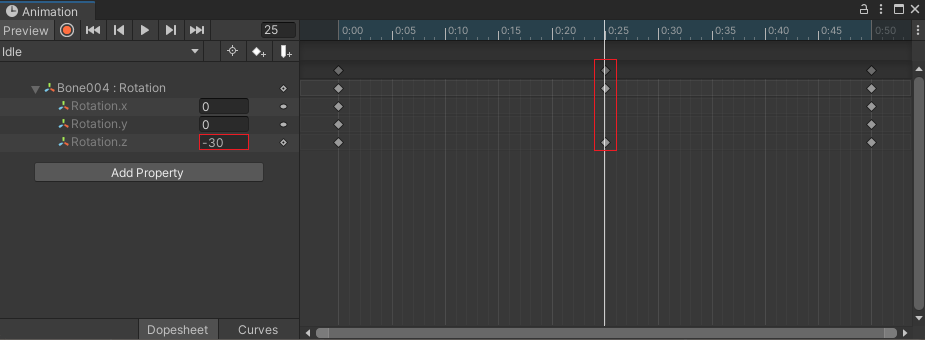 Animation
Preview 25 0:00 0:05 0:10 0:15 0:20 0:25 0:30 0:35 0:40 0:45 0:50
Idle
Bone004 : Rotation
Rotation.x 0
Rotation.y 0
Rotation.z -30
Add Property
Dopesheet Curves